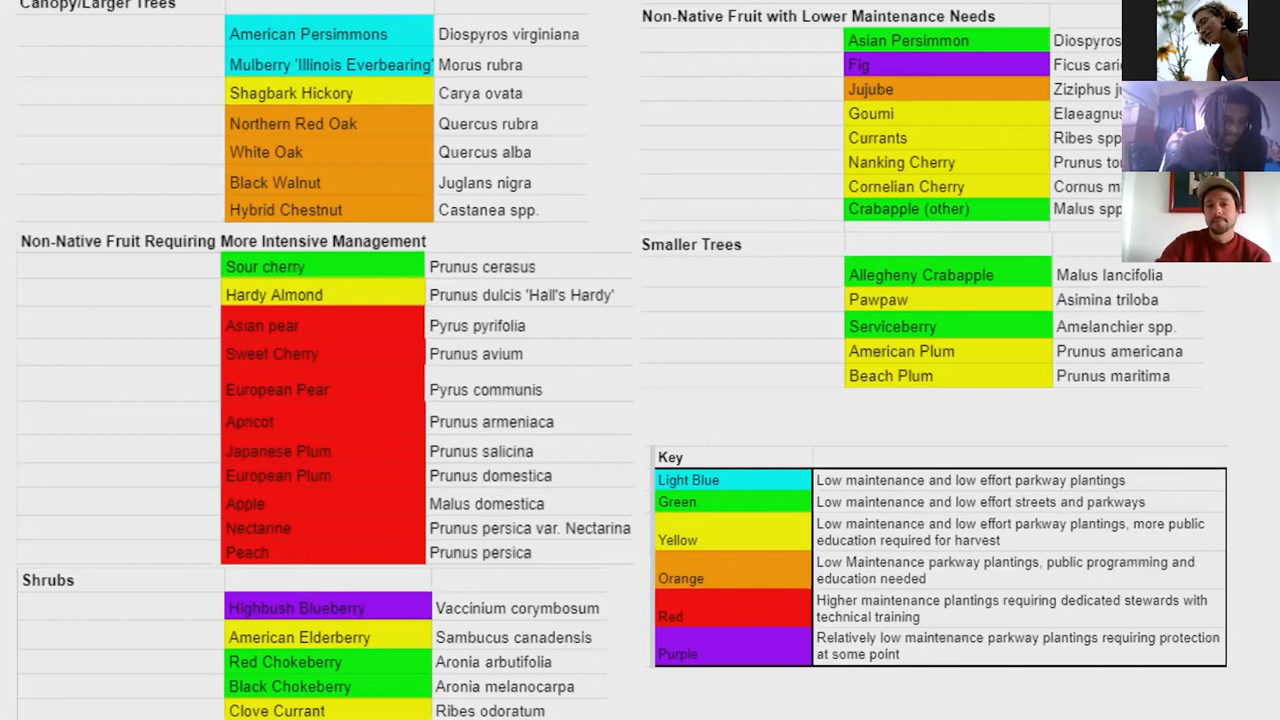 Canopy/Larger Trees
American Persimmons Diospyros virginiana
Mulberry 'Illinois Everbearing' Morus rubra
Shagbark Hickory Carya ovata
Northern Red Oak Quercus rubra
White Oak Quercus alba
Black Walnut Juglans nigra
Hybrid Chestnut Castanea spp.
Non-Native Fruit Requiring More Intensive Management
Sour cherry Prunus cerasus
Hardy Almond Prunus dulcis 'Hall's Hardy'
Asian pear Pyrus pyrifolia
Sweet Cherry Prunus avium
European Pear Pyrus communis
Apricot Prunus armeniaca
Japanese Plum Prunus salicina
European Plum Prunus domestica
Apple Malus domestica
Nectarine Prunus persica var. Nectarina
Peach Prunus persica
Shrubs
Highbush Blueberry Vaccinium corymbosum
American Elderberry Sambucus canadensis
Red Chokeberry Aronia arbutifolia
Black Chokeberry Aronia melanocarpa
Clove Currant Ribes odoratum
Non-Native Fruit with Lower Maintenance Needs
Asian Persimmon Diospyros
Fig Ficus cari
Jujube Ziziphus ju
Goumi Elaeagnus
Currants Ribes spp
Nanking Cherry Prunus to
Cornelian Cherry Cornus m
Crabapple (other) Malus spp
Smaller Trees
Allegheny Crabapple Malus lancifolia
Pawpaw Asimina triloba
Serviceberry Amelanchier spp.
American Plum Prunus americana
Beach Plum Prunus maritima
Key
Light Blue Low maintenance and low effort parkway plantings
Green Low maintenance and low effort streets and parkways
Yellow Low maintenance and low effort parkway plantings, more public
education required for harvest
Orange Low Maintenance parkway plantings, public programming and
education needed
Red Higher maintenance plantings requiring dedicated stewards with
technical training
Purple Relatively low maintenance parkway plantings requiring protection
at some point